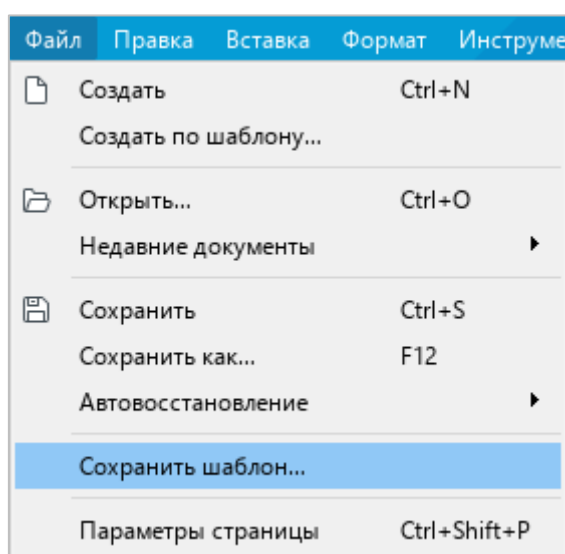 Файл Правка Вставка Формат Инструме
Создать Ctrl+N
Создать по шаблону...
Открыть... Ctrl+O
Недавние документы
Сохранить Ctrl+S
Сохранить как... F12
Автовосстановление
Сохранить шаблон...
Параметры страницы Ctrl+Shift+P